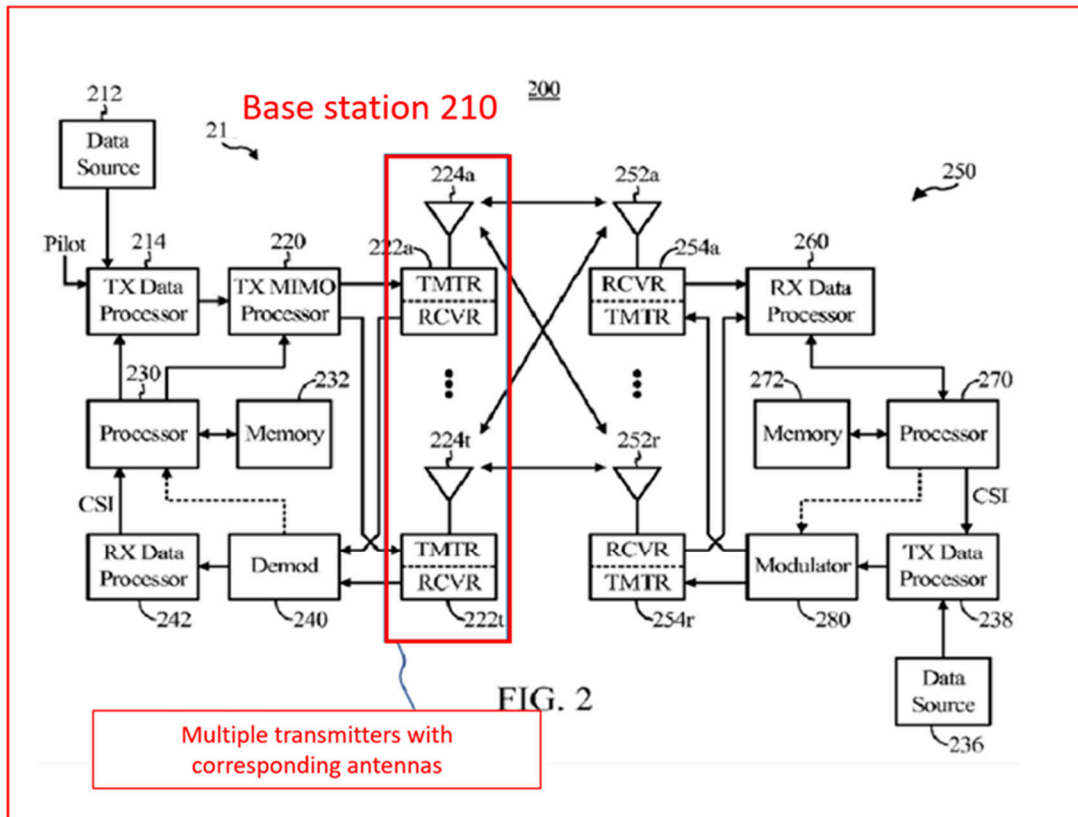 200
Base station 210
212
Data
Source
21
224a
252a
250
Pilot
214
220
222a
254a
260
TX Data
Processor
TX MIMO
Processor
TMTR
RCVR
RCVR
TMTR
RX Data
Processor
230
232
272
270
Processor
Memory
224t
252r
Memory
Processor
CSI
CSI
RX Data
Processor
Demod
TMTR
RCVR
RCVR
TMTR
Modulator
TX Data
Processor
242
240
222t
254r
280
238
FIG. 2
Data
Source
236
Multiple transmitters with
corresponding antennas